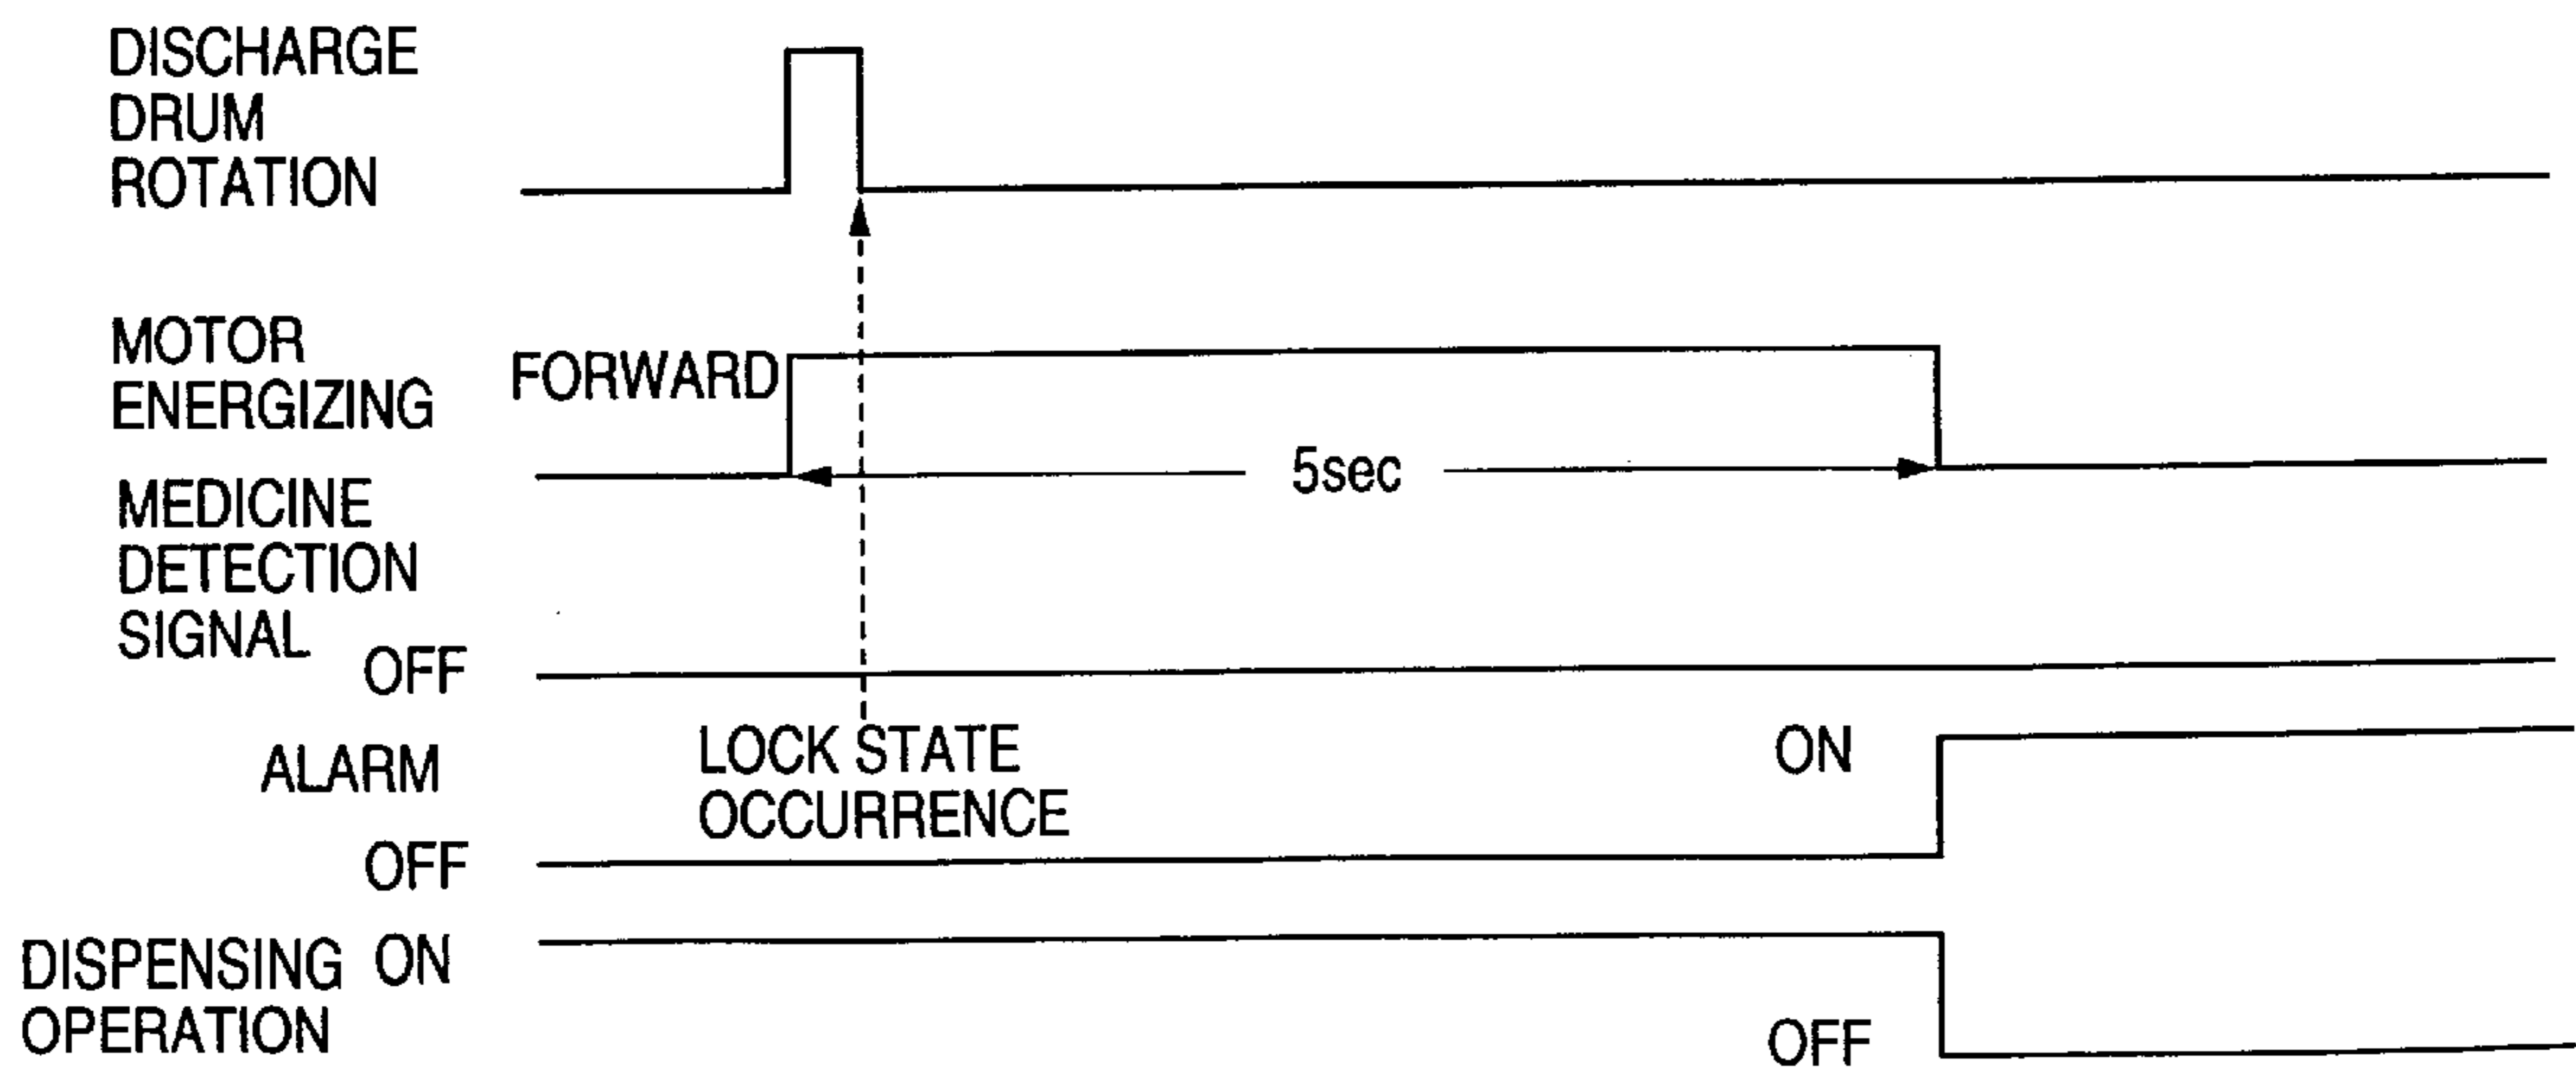 DISCHARGE
DRUM
ROTATION
MOTOR
ENERGIZING
FORWARD
5sec
MEDICINE
DETECTION
SIGNAL
OFF
ALARM
LOCK STATE
OCCURRENCE
ON
OFF
DISPENSING
OPERATION
ON
OFF